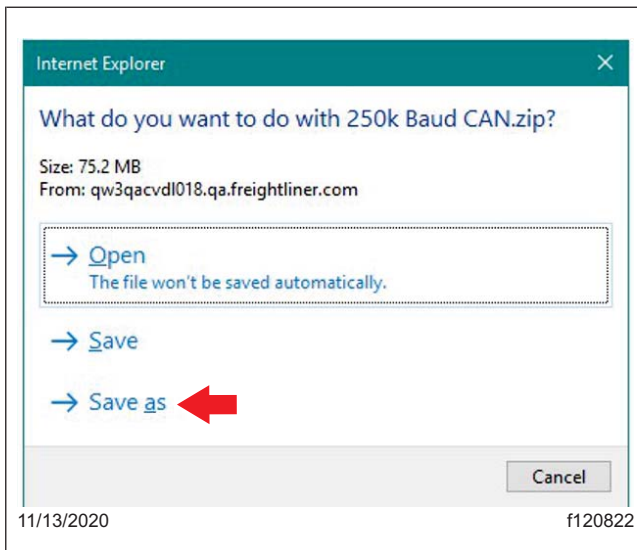 Internet Explorer
What do you want to do with 250k Baud CAN.zip?
Size: 75.2 MB
From: qw3qacvdl018.qa.freightliner.com
Open
The file won't be saved automatically.
Save
Save as
Cancel
11/13/2020 f120822